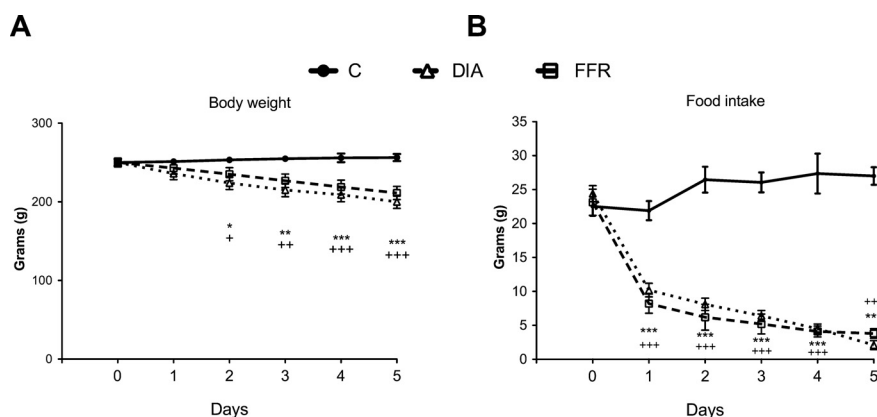 A
B
C DIA FFR
Body weight
300
200
100
0
Grams (g)
*
+
**
++
***
+++
***
+++
0 1 2 3 4 5
Days
Food intake
35
30
25
20
15
10
5
0
Grams (g)
***
+++
***
+++
***
+++
***
+++
++
**
0 1 2 3 4 5
Days